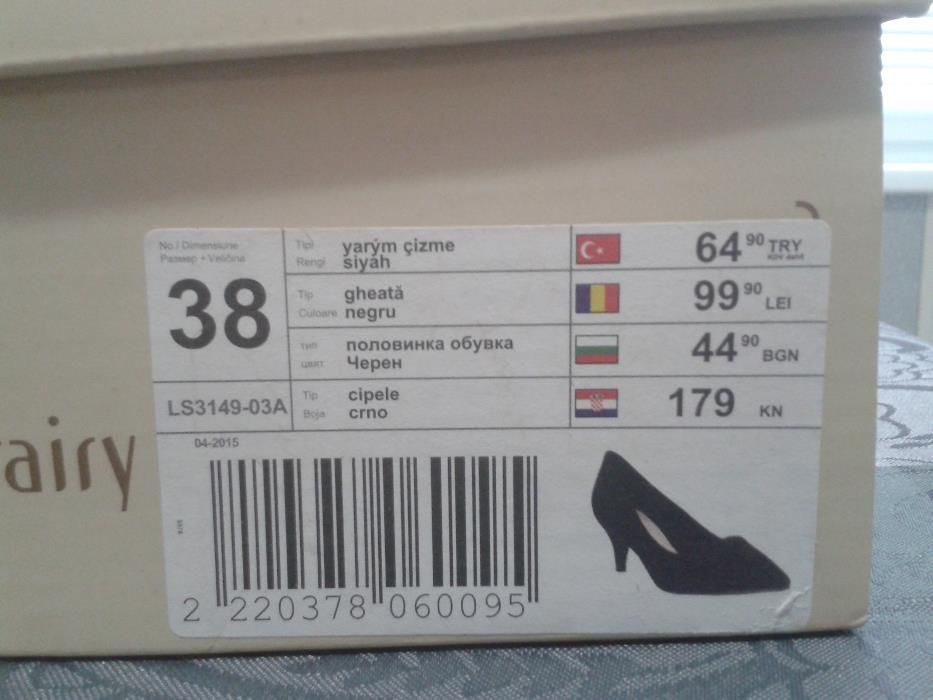 No./ Dimensiune
Размер + Veličina
38
LS3149-03A
Tipi yarým çizme
Rengi siyah
64 90 TRY
KDV dahil
Tip gheată
Culoare negru
99 90 LEI
тип половинка обувка
цвят Черен
44 90 BGN
Tip cipele
Boja crno
179 KN
airy
04-2015
2 220378 060095